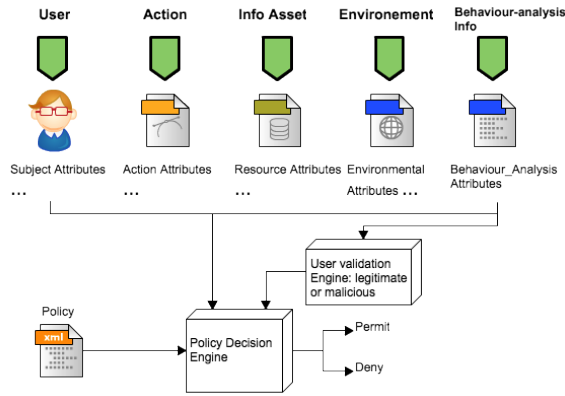 User
Action
Info Asset
Environement
Behaviour-analysis
Info
Subject Attributes
...
Action Attributes
...
Resource Attributes
...
Environmental
Attributes ...
Behaviour_Analysis
Attributes
User validation
Engine: legitimate
or malicious
Policy
xml
Policy Decision
Engine
Permit
Deny